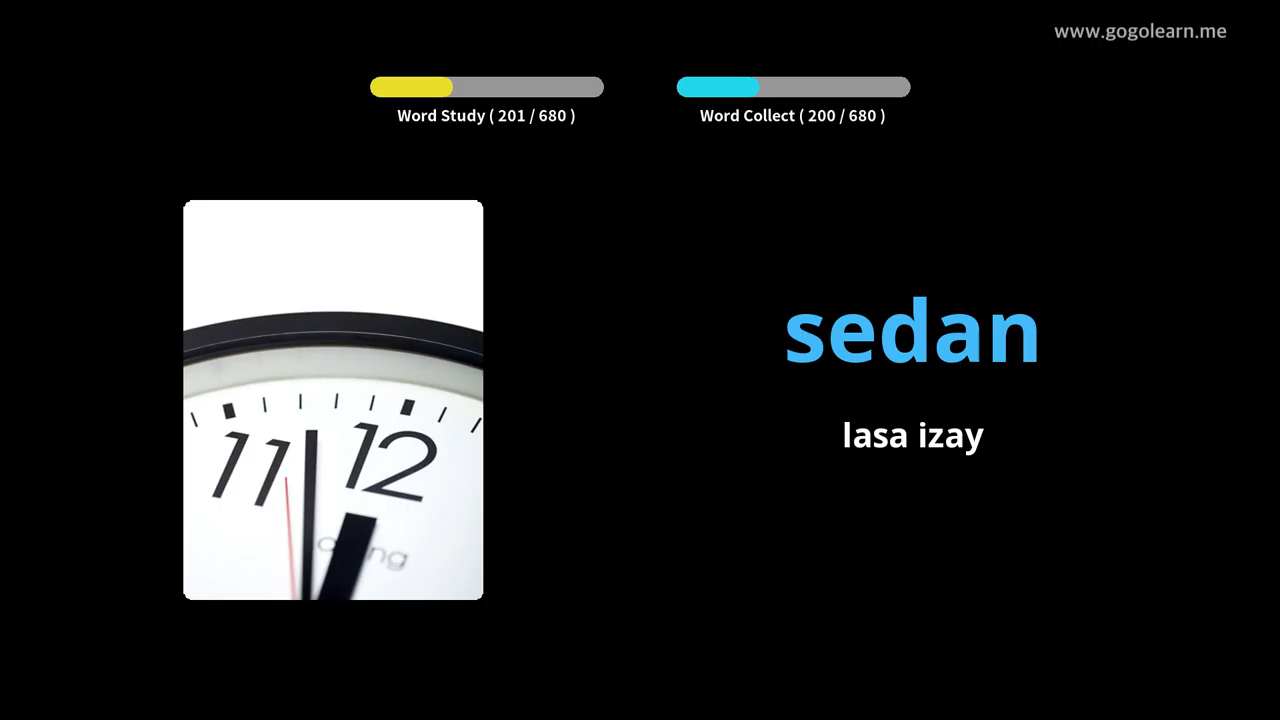 www.gogolearn.me
Word Study ( 201 / 680 )
Word Collect ( 200 / 680 )
sedan
lasa izay
11 12